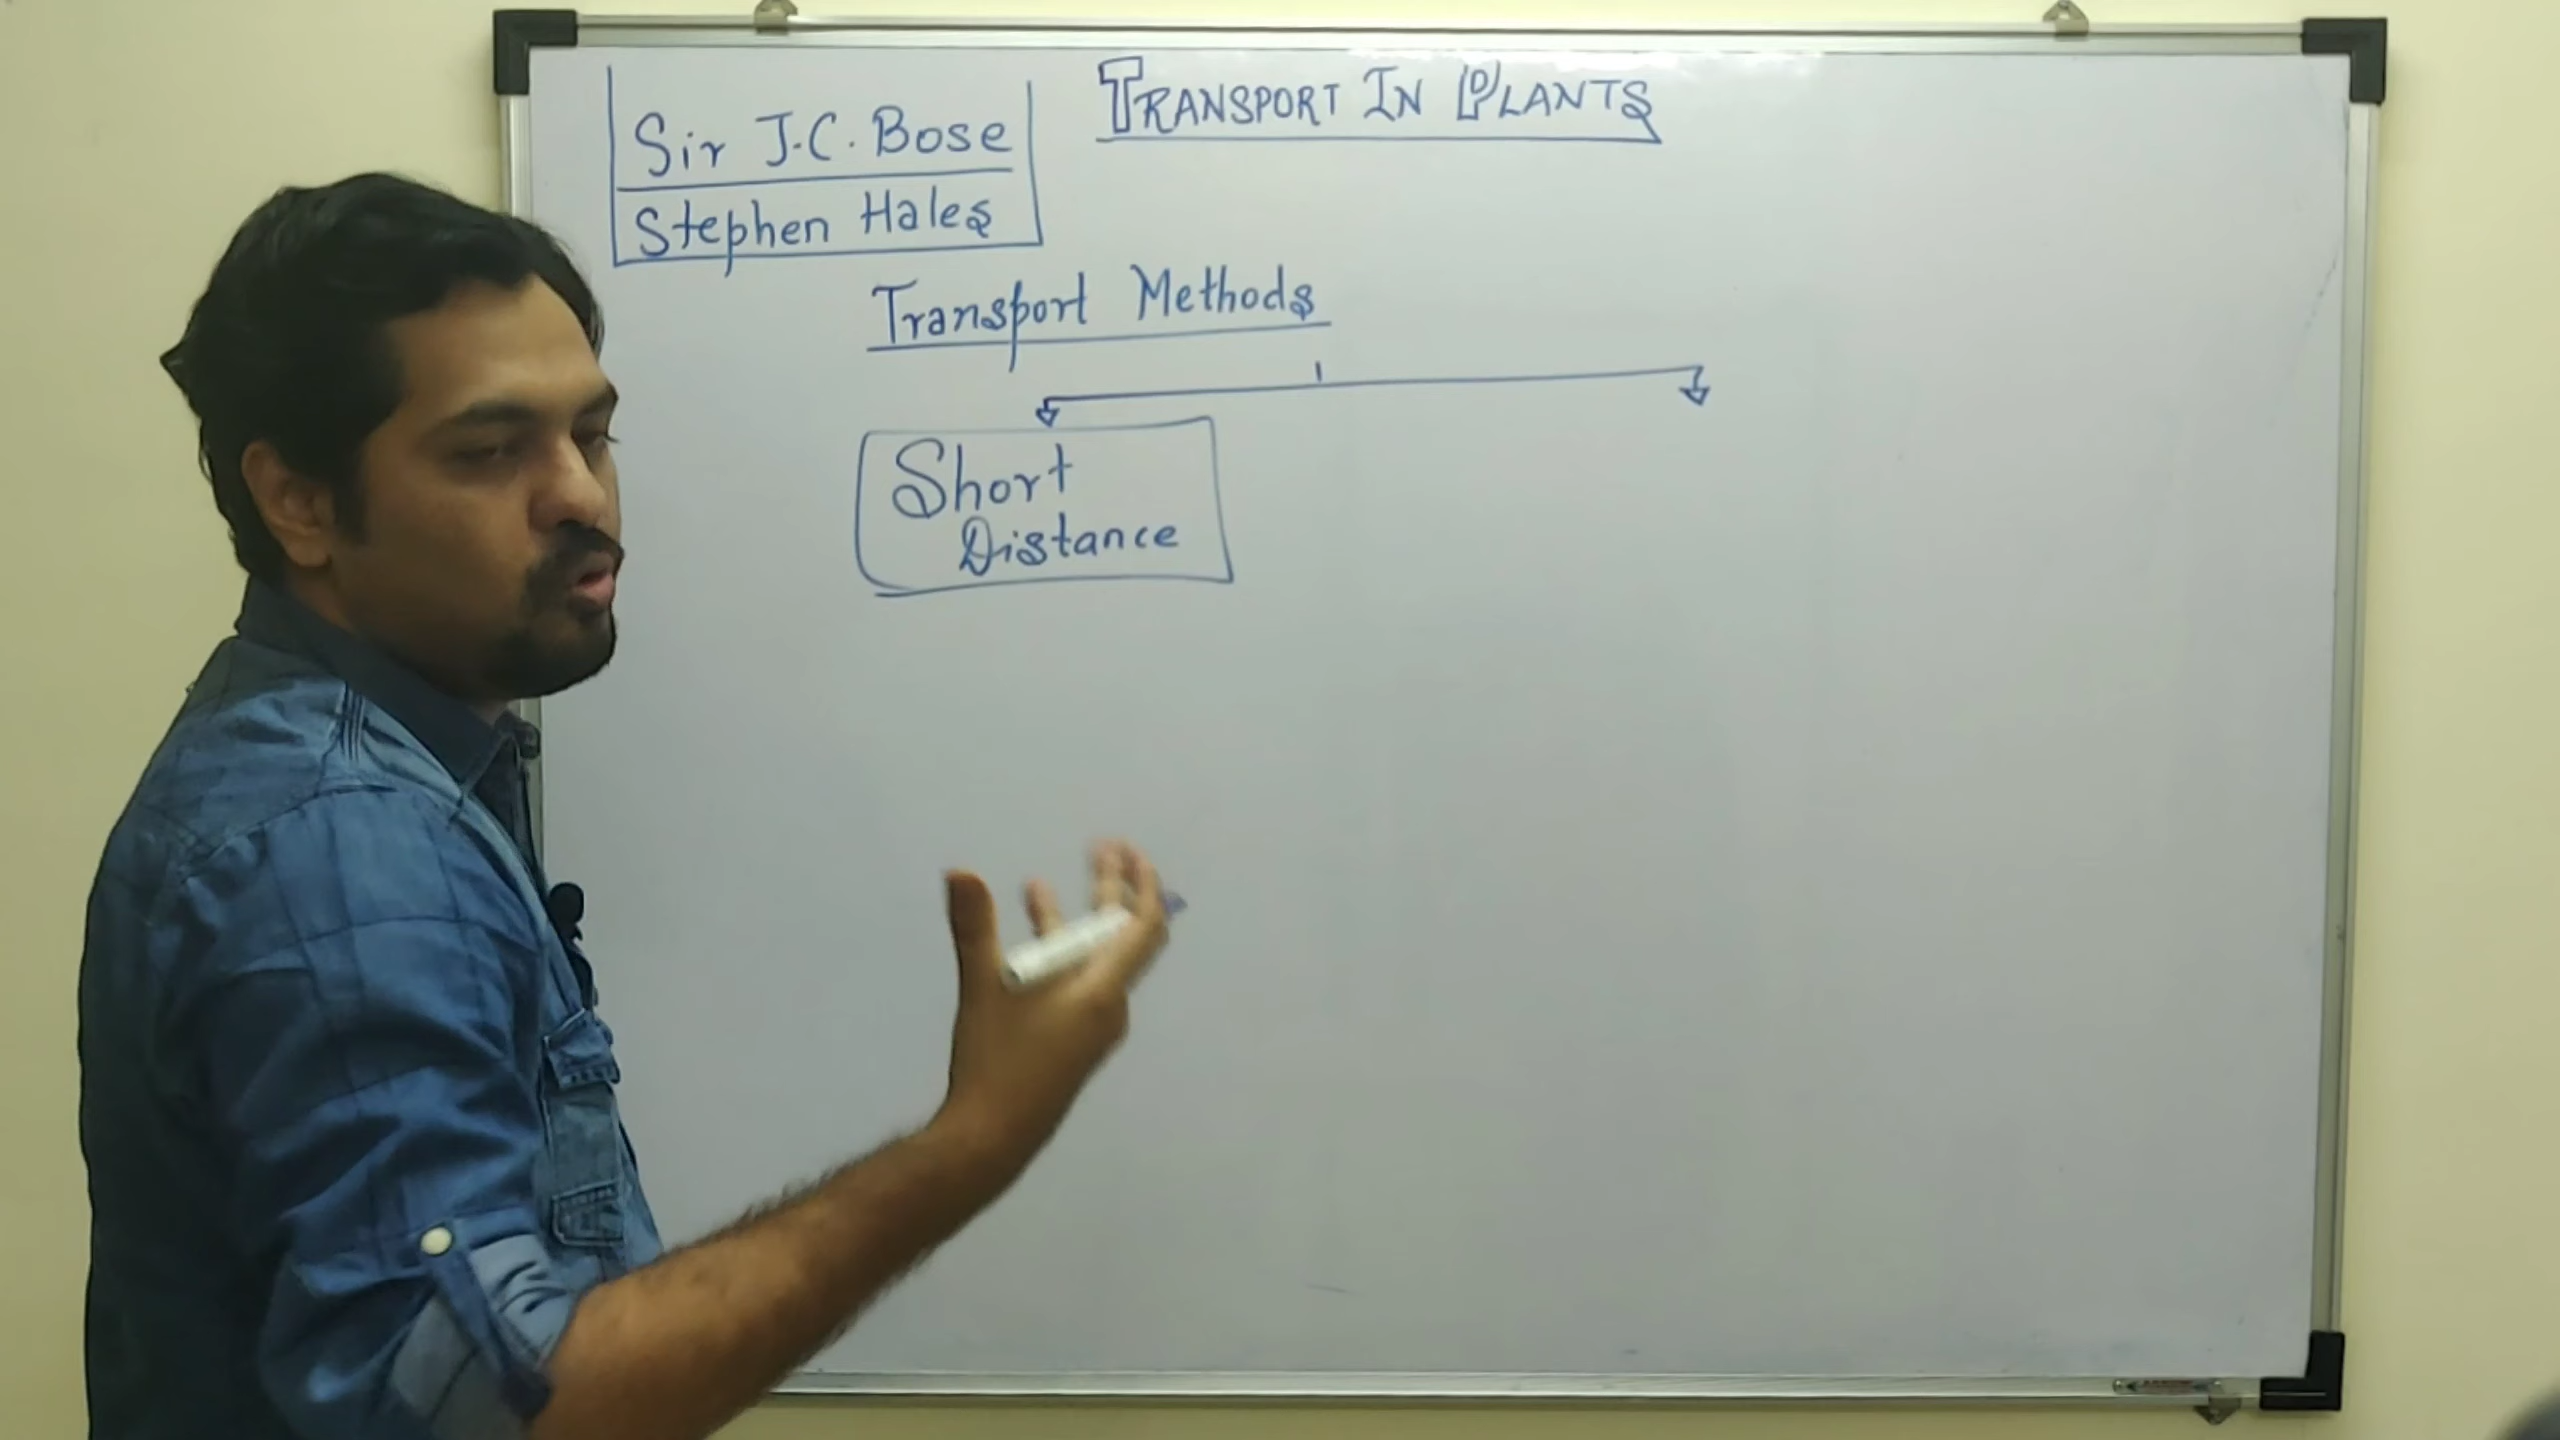 TRANSPORT IN PLANTS
Sir J.C. Bose
Stephen Hales
Transport Methods
Short
Distance